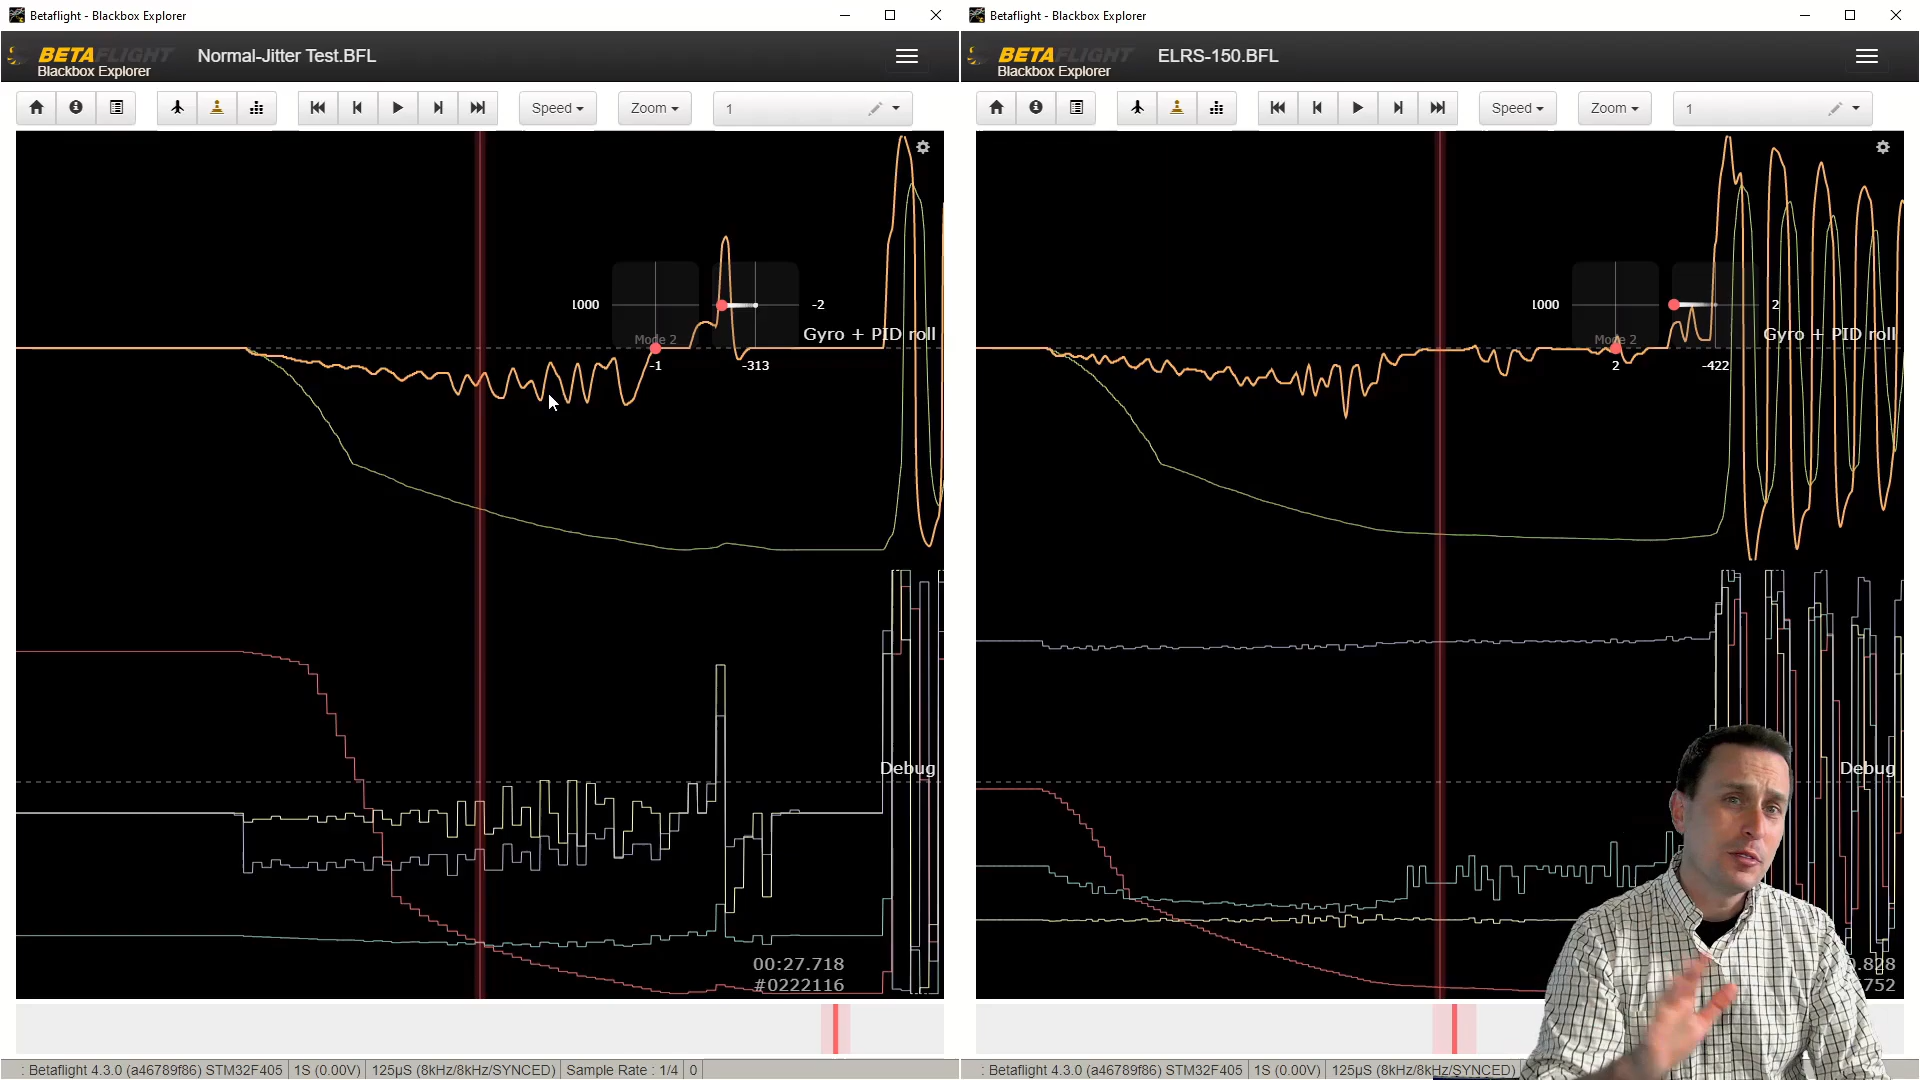 Betaflight - Blackbox Explorer
BETAFLIGHT
Blackbox Explorer
Normal-Jitter Test.BFL
Speed
Zoom
1
1000
-2
Gyro + PID roll
Mode 2
-1
-313
Debug
00:27.718
#0222116
: Betaflight 4.3.0 (a46789f86) STM32F405
1S (0.00V)
125µS (8kHz/8kHz/SYNCED)
Sample Rate : 1/4
0
Betaflight - Blackbox Explorer
BETAFLIGHT
Blackbox Explorer
ELRS-150.BFL
Speed
Zoom
1
1000
2
Gyro + PID roll
Mode 2
2
-422
Debug
.828
752
: Betaflight 4.3.0 (a46789f86) STM32F405
1S (0.00V)
125µS (8kHz/8kHz/SYNCED)